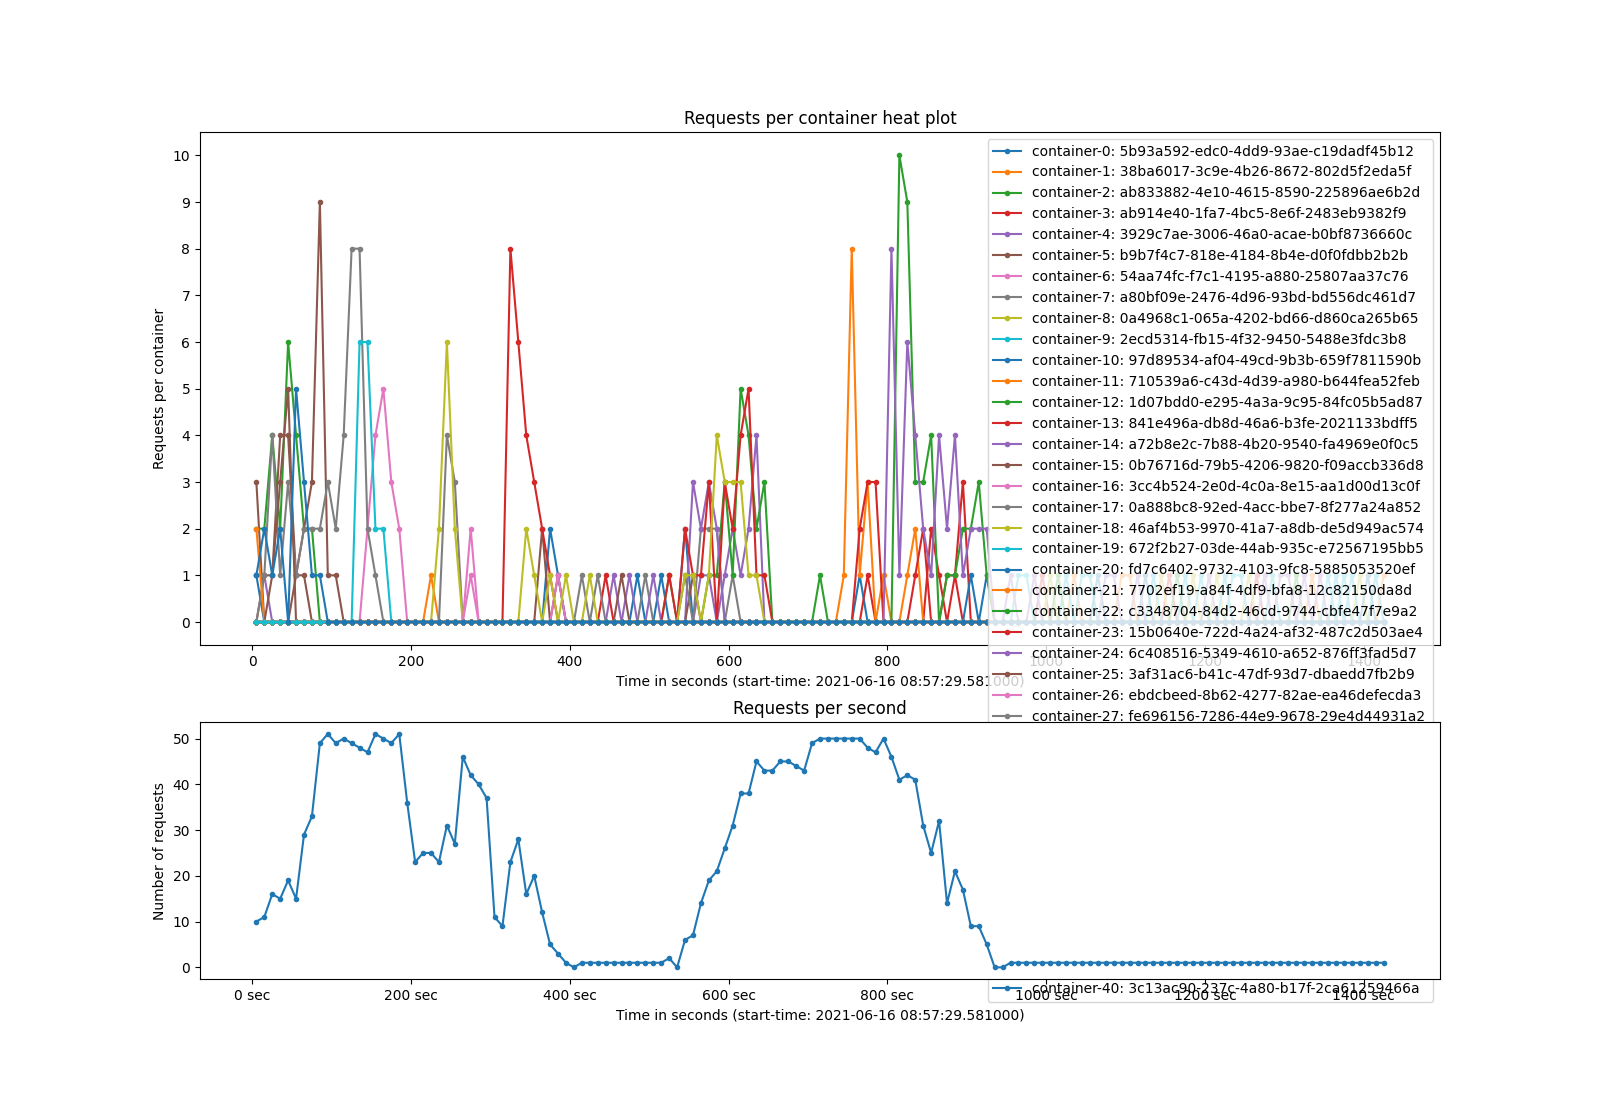 Requests per container heat plot
Requests per container
10
9
8
7
6
5
4
3
2
1
0
container-0: 5b93a592-edc0-4dd9-93ae-c19dadf45b12
container-1: 38ba6017-3c9e-4b26-8672-802d5f2eda5f
container-2: ab833882-4e10-4615-8590-225896ae6b2d
container-3: ab914e40-1fa7-4bc5-8e6f-2483eb9382f9
container-4: 3929c7ae-3006-46a0-acae-b0bf8736660c
container-5: b9b7f4c7-818e-4184-8b4e-d0f0fdbb2b2b
container-6: 54aa74fc-f7c1-4195-a880-25807aa37c76
container-7: a80bf09e-2476-4d96-93bd-bd556dc461d7
container-8: 0a4968c1-065a-4202-bd66-d860ca265b65
container-9: 2ecd5314-fb15-4f32-9450-5488e3fdc3b8
container-10: 97d89534-af04-49cd-9b3b-659f7811590b
container-11: 710539a6-c43d-4d39-a980-b644fea52feb
container-12: 1d07bdd0-e295-4a3a-9c95-84fc05b5ad87
container-13: 841e496a-db8d-46a6-b3fe-2021133bdff5
container-14: a72b8e2c-7b88-4b20-9540-fa4969e0f0c5
container-15: 0b76716d-79b5-4206-9820-f09accb336d8
container-16: 3cc4b524-2e0d-4c0a-8e15-aa1d00d13c0f
container-17: 0a888bc8-92ed-4acc-bbe7-8f277a24a852
container-18: 46af4b53-9970-41a7-a8db-de5d949ac574
container-19: 672f2b27-03de-44ab-935c-e72567195bb5
container-20: fd7c6402-9732-4103-9fc8-5885053520ef
container-21: 7702ef19-a84f-4df9-bfa8-12c82150da8d
container-22: c3348704-84d2-46cd-9744-cbfe47f7e9a2
container-23: 15b0640e-722d-4a24-af32-487c2d503ae4
container-24: 6c408516-5349-4610-a652-876ff3fad5d7
container-25: 3af31ac6-b41c-47df-93d7-dbaedd7fb2b9
container-26: ebdcbeed-8b62-4277-82ae-ea46defecda3
container-27: fe696156-7286-44e9-9678-29e4d44931a2
0 200 400 600 800 1000 1200 1400
Time in seconds (start-time: 2021-06-16 08:57:29.581000)
Requests per second
Number of requests
50
40
30
20
10
0
container-40: 3c13ac90-237c-4a80-b17f-2ca61259466a
0 sec 200 sec 400 sec 600 sec 800 sec 1000 sec 1200 sec 1400 sec
Time in seconds (start-time: 2021-06-16 08:57:29.581000)